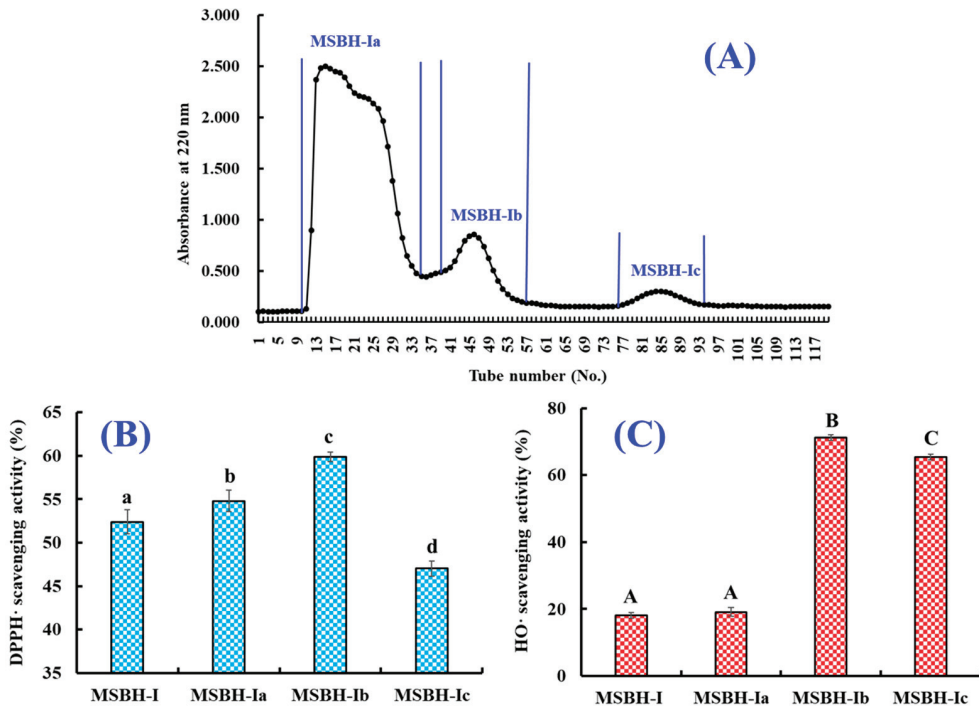 3.000
2.500
2.000
1.500
1.000
0.500
0.000
Absorbance at 220 nm
MSBH-Ia
MSBH-Ib
MSBH-Ic
(A)
1 5 9 13 17 21 25 29 33 37 41 45 49 53 57 61 65 69 73 77 81 85 89 93 97 101 105 109 113 117
Tube number (No.)
(B)
DPPH· scavenging activity (%)
65
60
55
50
45
40
35
a
b
c
d
MSBH-I MSBH-Ia MSBH-Ib MSBH-Ic
(C)
HO· scavenging activity (%)
80
60
40
20
0
A
A
B
C
MSBH-I MSBH-Ia MSBH-Ib MSBH-Ic